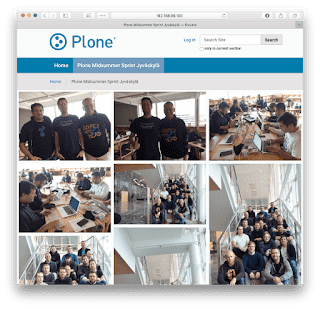 192.168.99.100
Plone Midsummer Sprint Jyväskylä — Plone site
Plone®
Log in
Search Site
Search
only in current section
Home
Plone Midsummer Sprint Jyväskylä
Home / Plone Midsummer Sprint Jyväskylä